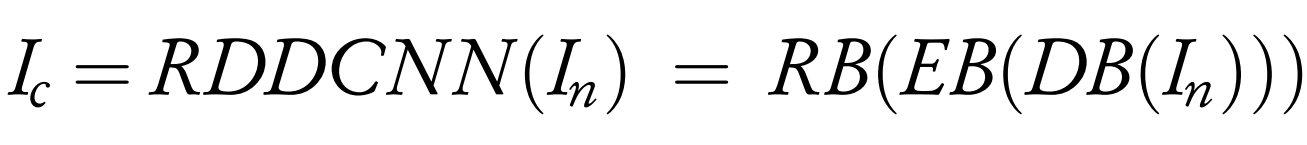 I_c = RDDCNN(I_n) = RB(EB(DB(I_n)))